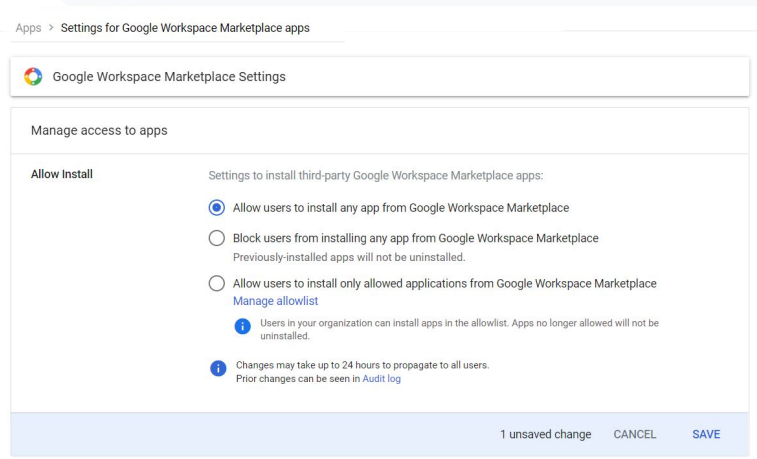 Apps > Settings for Google Workspace Marketplace apps
Google Workspace Marketplace Settings
Manage access to apps
Allow Install
Settings to install third-party Google Workspace Marketplace apps:
Allow users to install any app from Google Workspace Marketplace
Block users from installing any app from Google Workspace Marketplace
Previously-installed apps will not be uninstalled.
Allow users to install only allowed applications from Google Workspace Marketplace
Manage allowlist
Users in your organization can install apps in the allowlist. Apps no longer allowed will not be
uninstalled.
Changes may take up to 24 hours to propagate to all users.
Prior changes can be seen in Audit log
1 unsaved change CANCEL SAVE